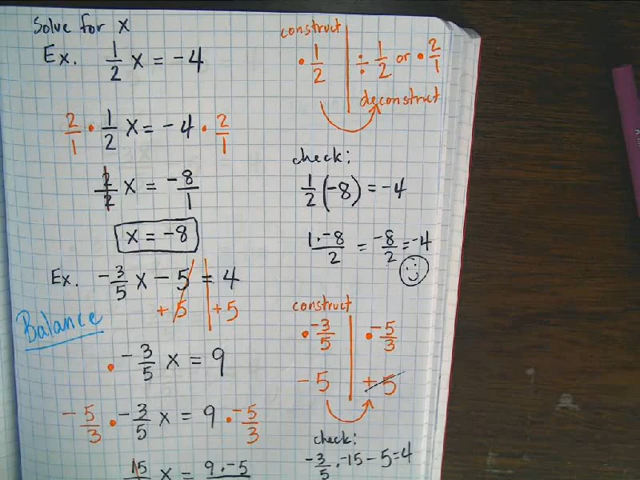 Solve for x
Ex. 1/2 x = -4
2/1 · 1/2 x = -4 · 2/1
2/2 x = -8/1
x = -8
Ex. -3/5 x - 5 = 4
+5 +5
Balance
· -3/5 x = 9
-5/3 · -3/5 x = 9 · -5/3
15 x = 9 · -5
construct
· 1/2 ÷ 1/2 or · 2/1
deconstruct
check:
1/2 (-8) = -4
1 · -8/2 = -8/2 = -4
construct
· -3/5 · -5/3
-5 +5
check:
-3/5 · -15 - 5 = 4